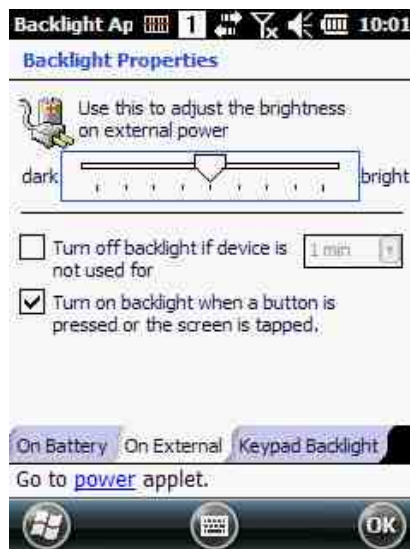 Backlight Ap 1 10:01
Backlight Properties
Use this to adjust the brightness
on external power
dark bright
Turn off backlight if device is 1 min
not used for
Turn on backlight when a button is
pressed or the screen is tapped.
On Battery On External Keypad Backlight
Go to power applet.
OK